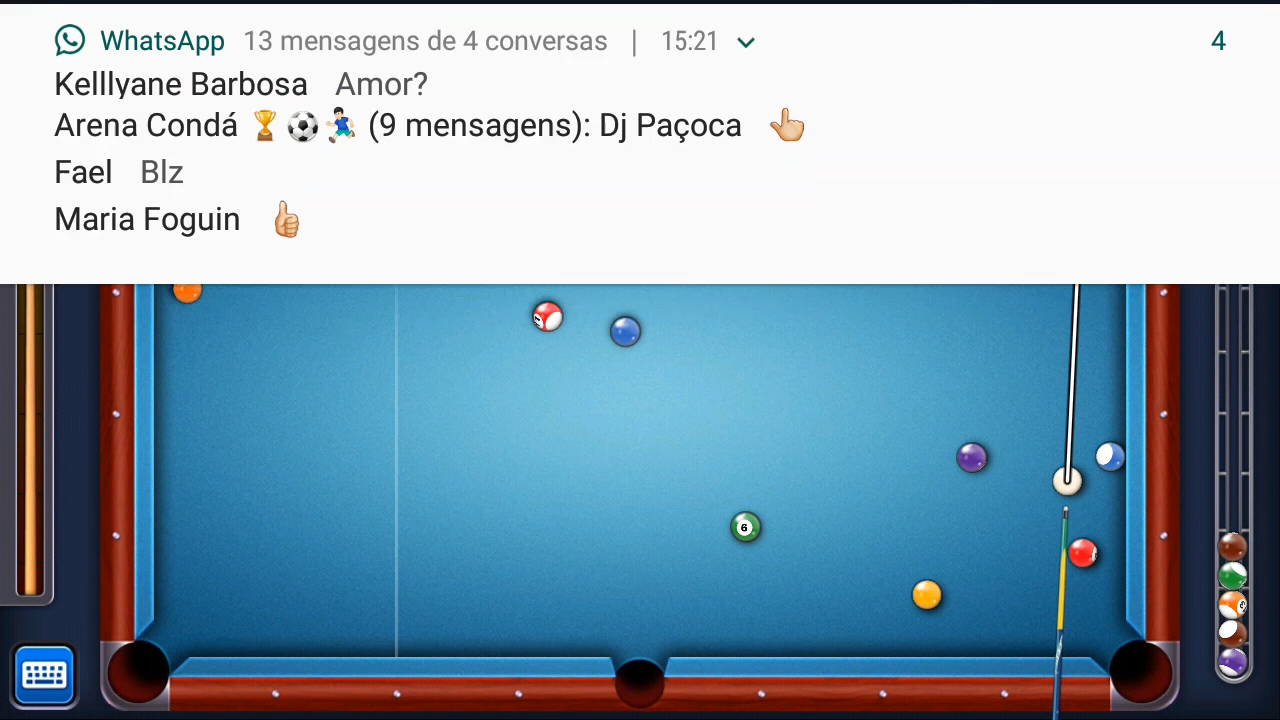 WhatsApp 13 mensagens de 4 conversas | 15:21 4
Kelllyane Barbosa Amor?
Arena Condá 🏆⚽🏃🏻‍♂️ (9 mensagens): Dj Paçoca 👆🏼
Fael Blz
Maria Foguin 👍🏼
6